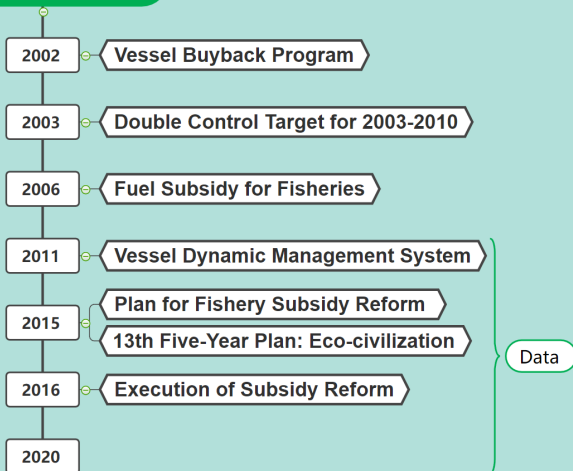 2002 Vessel Buyback Program
2003 Double Control Target for 2003-2010
2006 Fuel Subsidy for Fisheries
2011 Vessel Dynamic Management System
Plan for Fishery Subsidy Reform
2015
13th Five-Year Plan: Eco-civilization
Data
2016 Execution of Subsidy Reform
2020